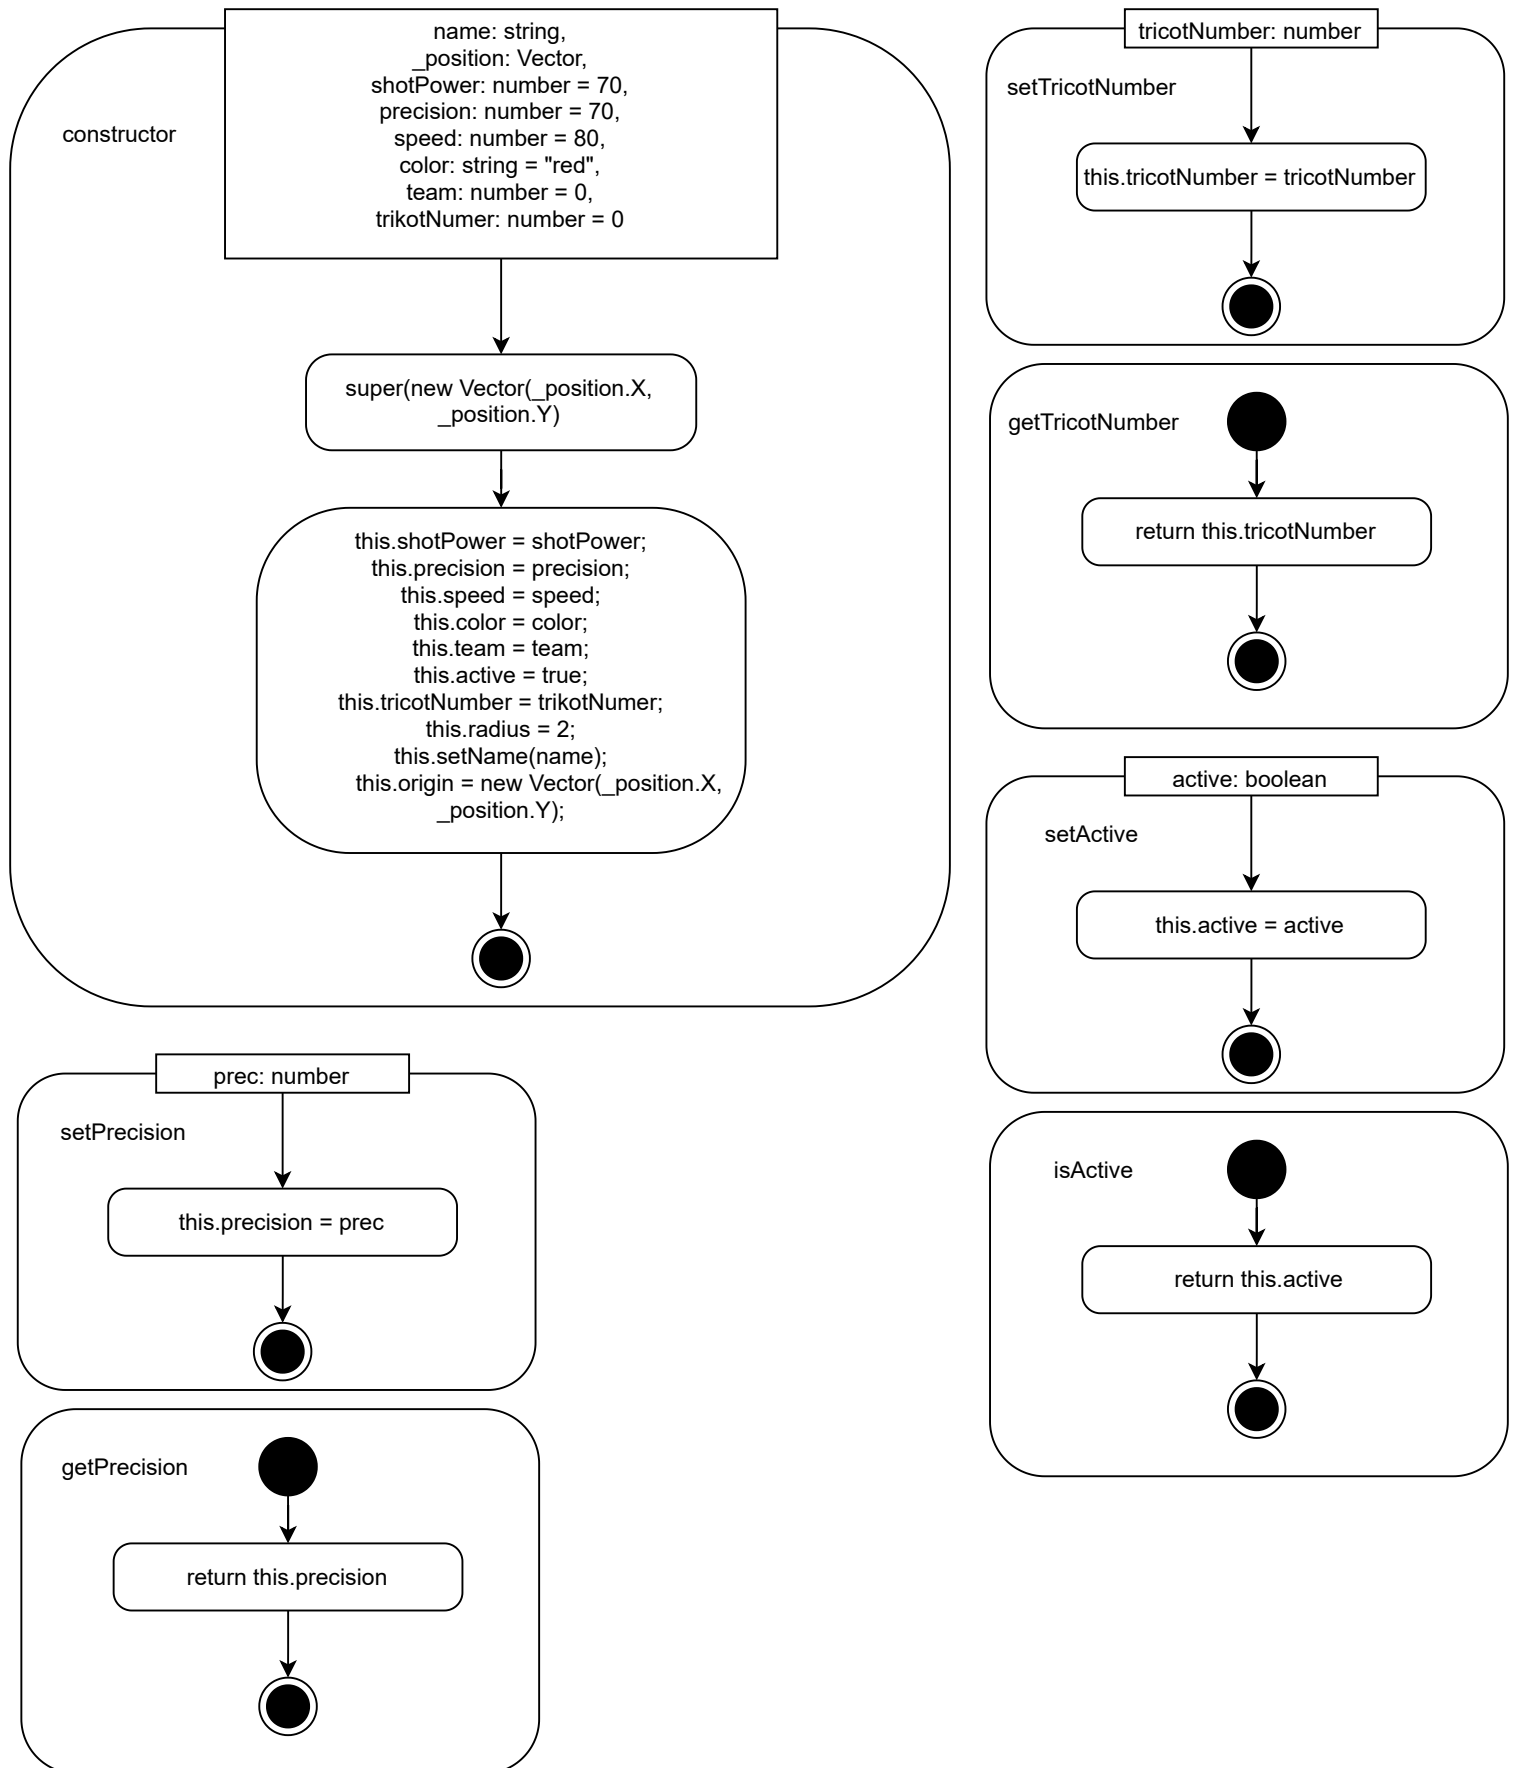 name: string,
_position: Vector,
shotPower: number = 70,
precision: number = 70,
speed: number = 80,
color: string = "red",
team: number = 0,
trikotNumer: number = 0
constructor
super(new Vector(_position.X,
_position.Y)
this.shotPower = shotPower;
this.precision = precision;
this.speed = speed;
this.color = color;
this.team = team;
this.active = true;
this.tricotNumber = trikotNumer;
this.radius = 2;
this.setName(name);
this.origin = new Vector(_position.X,
_position.Y);
prec: number
setPrecision
this.precision = prec
getPrecision
return this.precision
tricotNumber: number
setTricotNumber
this.tricotNumber = tricotNumber
getTricotNumber
return this.tricotNumber
active: boolean
setActive
this.active = active
isActive
return this.active